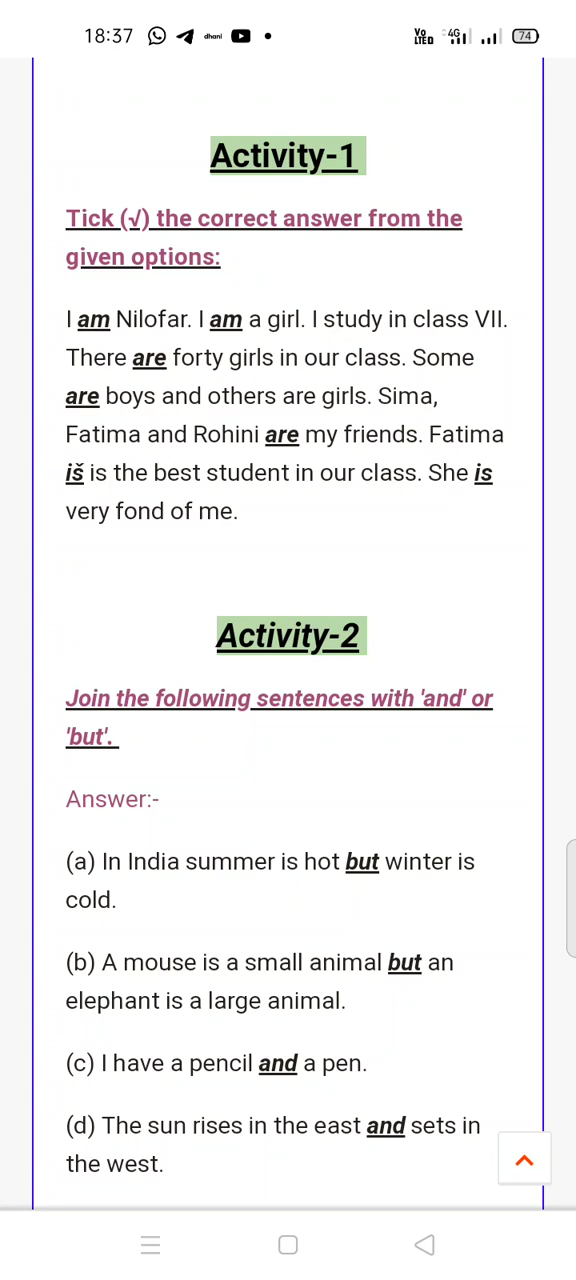 18:37 dhani Vo LTED 4G 74
Activity-1
Tick (√) the correct answer from the
given options:
I am Nilofar. I am a girl. I study in class VII.
There are forty girls in our class. Some
are boys and others are girls. Sima,
Fatima and Rohini are my friends. Fatima
iš is the best student in our class. She is
very fond of me.
Activity-2
Join the following sentences with 'and' or
'but'.
Answer:-
(a) In India summer is hot but winter is
cold.
(b) A mouse is a small animal but an
elephant is a large animal.
(c) I have a pencil and a pen.
(d) The sun rises in the east and sets in
the west.